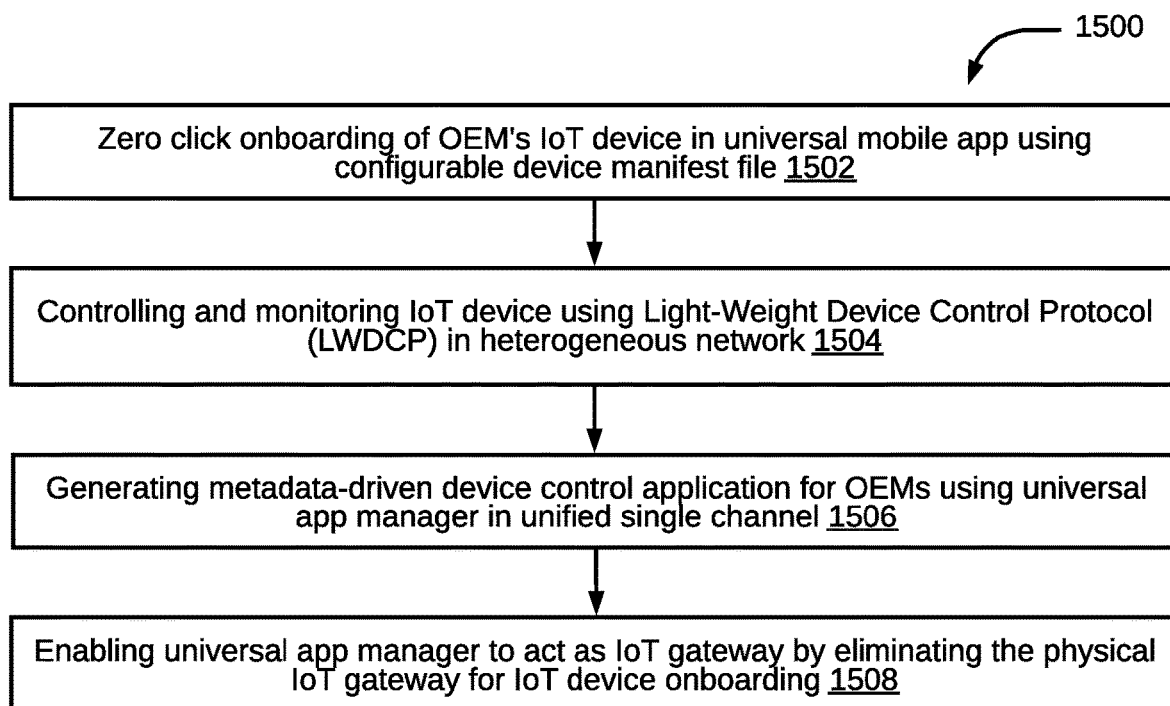 1500
Zero click onboarding of OEM's IoT device in universal mobile app using
configurable device manifest file 1502
Controlling and monitoring IoT device using Light-Weight Device Control Protocol
(LWDCP) in heterogeneous network 1504
Generating metadata-driven device control application for OEMs using universal
app manager in unified single channel 1506
Enabling universal app manager to act as IoT gateway by eliminating the physical
IoT gateway for IoT device onboarding 1508